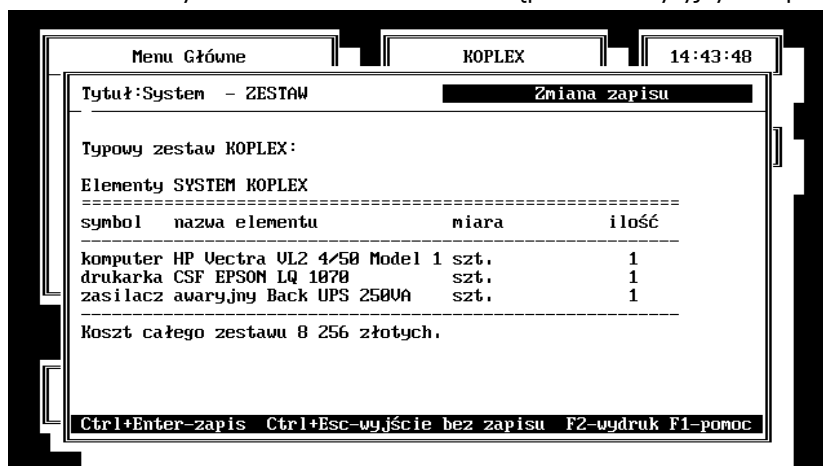 Menu Główne KOPLEX 14:43:48
Tytuł:System - ZESTAW Zmiana zapisu
Typowy zestaw KOPLEX:
Elementy SYSTEM KOPLEX
================================================================
symbol nazwa elementu miara ilość
----------------------------------------------------------------
komputer HP Vectra VL2 4/50 Model 1 szt. 1
drukarka CSF EPSON LQ 1070 szt. 1
zasilacz awaryjny Back UPS 250VA szt. 1
----------------------------------------------------------------
Koszt całego zestawu 8 256 złotych.
Ctrl+Enter-zapis Ctrl+Esc-wyjście bez zapisu F2-wydruk F1-pomoc